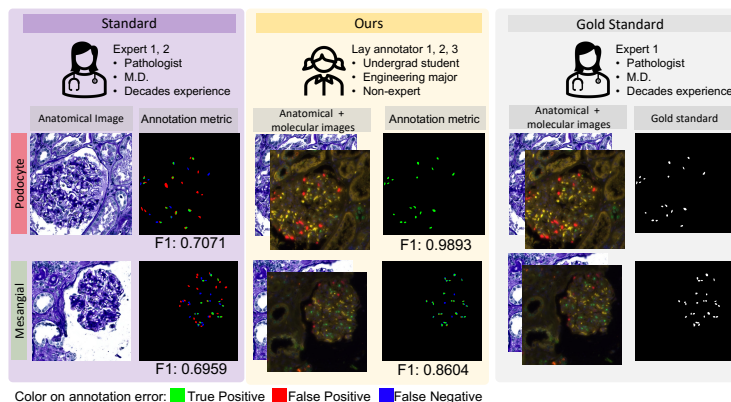 Standard
Expert 1, 2
• Pathologist
• M.D.
• Decades experience
Anatomical Image
Annotation metric
Ours
Lay annotator 1, 2, 3
• Undergrad student
• Engineering major
• Non-expert
Anatomical +
molecular images
Annotation metric
Gold Standard
Expert 1
• Pathologist
• M.D.
• Decades experience
Anatomical +
molecular images
Gold standard
Podocyte
F1: 0.7071
F1: 0.9893
Mesangial
F1: 0.6959
F1: 0.8604
Color on annotation error: True Positive False Positive False Negative